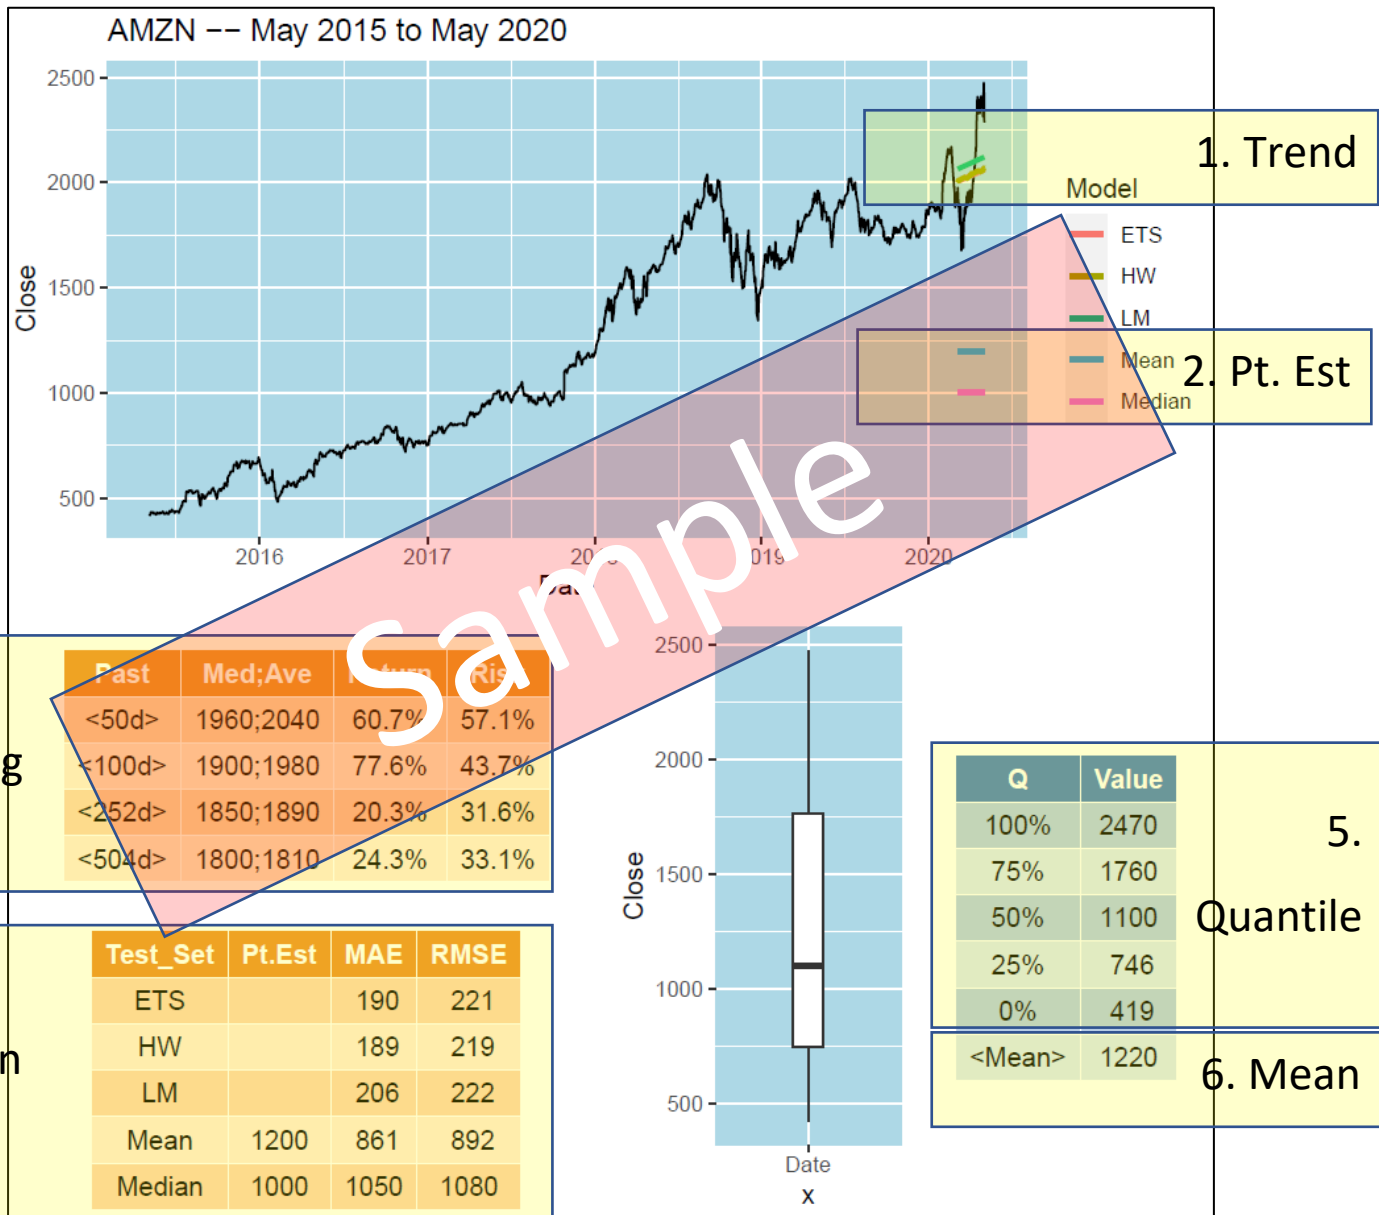 AMZN −− May 2015 to May 2020
2500
2000
1500
1000
500
Close
2016
2017
2020
1. Trend
Model
ETS
HW
LM
Mean
Median
2. Pt. Est
Sample
Past Med;Ave Return Risk
<50d> 1960;2040 60.7% 57.1%
<100d> 1900;1980 77.6% 43.7%
<252d> 1850;1890 20.3% 31.6%
<504d> 1800;1810 24.3% 33.1%
g
Test_Set Pt.Est MAE RMSE
ETS 190 221
HW 189 219
LM 206 222
Mean 1200 861 892
Median 1000 1050 1080
n
2500
2000
1500
1000
500
Close
Date
x
Q Value
100% 2470
75% 1760
50% 1100
25% 746
0% 419
<Mean> 1220
5.
Quantile
6. Mean